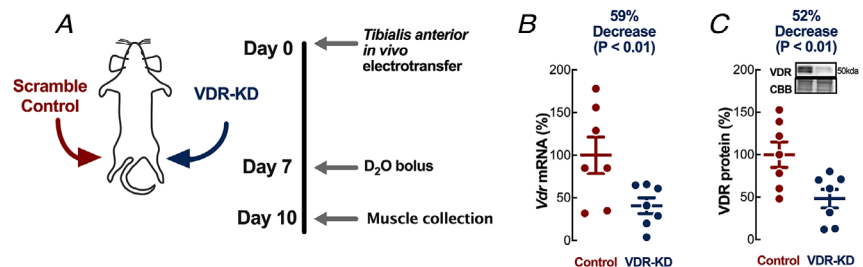 A
Scramble
Control
VDR-KD
Day 0
Tibialis anterior
in vivo
electrotransfer
Day 7
D₂O bolus
Day 10
Muscle collection
B
59%
Decrease
(P < 0.01)
Vdr mRNA (%)
200
150
100
50
0
Control
VDR-KD
C
52%
Decrease
(P < 0.01)
VDR
50kda
CBB
VDR protein (%)
200
150
100
50
0
Control
VDR-KD